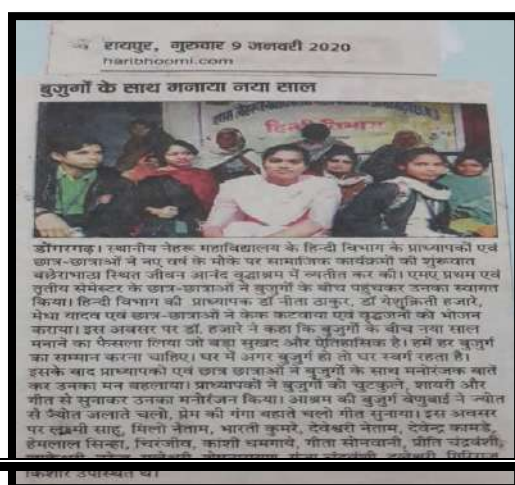 रायपुर, गुरुवार 9 जनवरी 2020
haribhoomi.com
बुजुर्गों के साथ मनाया नया साल
हिन्दी विभाग
डोंगरगढ़। स्थानीय नेहरू महाविद्यालय के हिन्दी विभाग के प्राध्यापकों एवं
छात्र-छात्राओं ने नए वर्ष के मौके पर सामाजिक कार्यक्रमों की शुरूवात
बछेराभाठा स्थित जीवन आनंद वृद्धाश्रम में व्यतीत कर की। एमए प्रथम एवं
तृतीय सेमेस्टर के छात्र-छात्राओं ने बुजुर्गों के बीच पहुंचकर उनका स्वागत
किया। हिन्दी विभाग की प्राध्यापक डॉ नीता ठाकुर, डॉ येशुक्रिती हजारे,
मेधा यादव एवं छात्र-छात्राओं ने केक कटवाया एवं वृद्धजनों को भोजन
कराया। इस अवसर पर डॉ. हजारे ने कहा कि बुजुर्गों के बीच नया साल
मनाने का फैसला लिया जो बड़ा सुखद और ऐतिहासिक है। हमें हर बुजुर्ग
का सम्मान करना चाहिए। घर में अगर बुजुर्ग हो तो घर स्वर्ग रहता है।
इसके बाद प्राध्यापकों एवं छात्र छात्राओं ने बुजुर्गों के साथ मनोरंजक बातें
कर उनका मन बहलाया। प्राध्यापकों ने बुजुर्गों को चुटकुले, शायरी और
गीत से सुनाकर उनका मनोरंजन किया। आश्रम की बुजुर्ग बेणुबाई ने ज्योत
से ज्योत जलाते चलो, प्रेम की गंगा बहाते चलो गीत सुनाया। इस अवसर
पर लक्ष्मी साहू, मिलो नेताम, भारती कुमरे, देवेश्वरी नेताम, देवेन्द्र कामड़े,
हेमलाल सिन्हा, चिरंजीव, काशी धमगाये, गीता सोनवानी, प्रीति चंद्रवंशी,
किशोर उपस्थित थे।